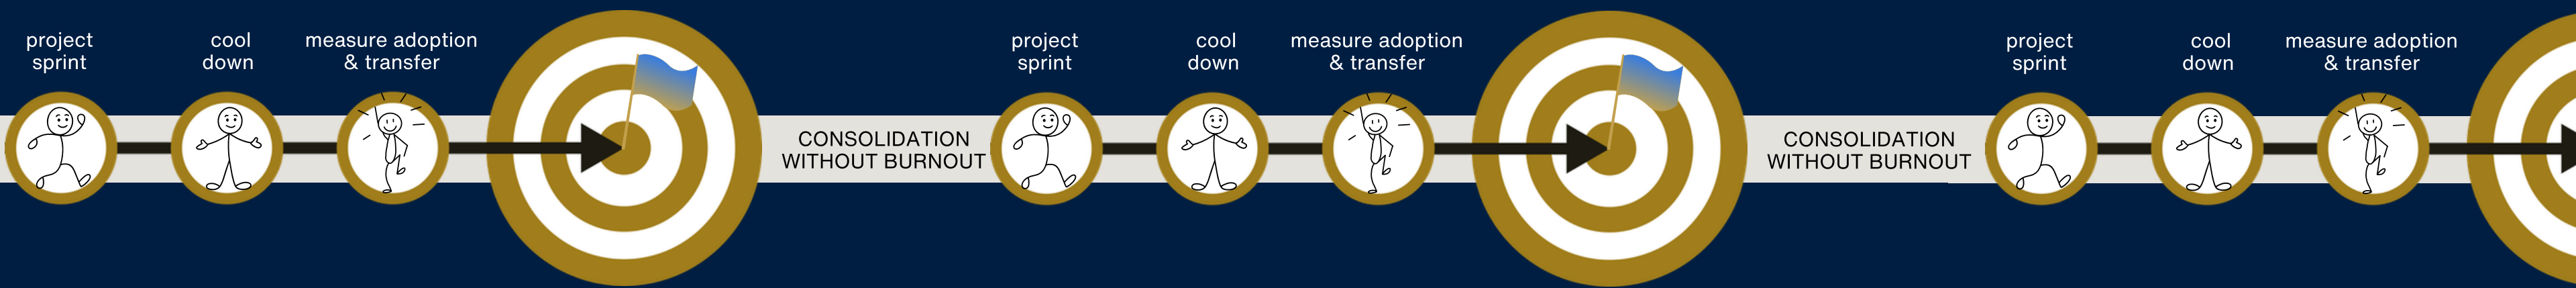 project
sprint
cool
down
measure adoption
& transfer
CONSOLIDATION
WITHOUT BURNOUT
project
sprint
cool
down
measure adoption
& transfer
CONSOLIDATION
WITHOUT BURNOUT
project
sprint
cool
down
measure adoption
& transfer